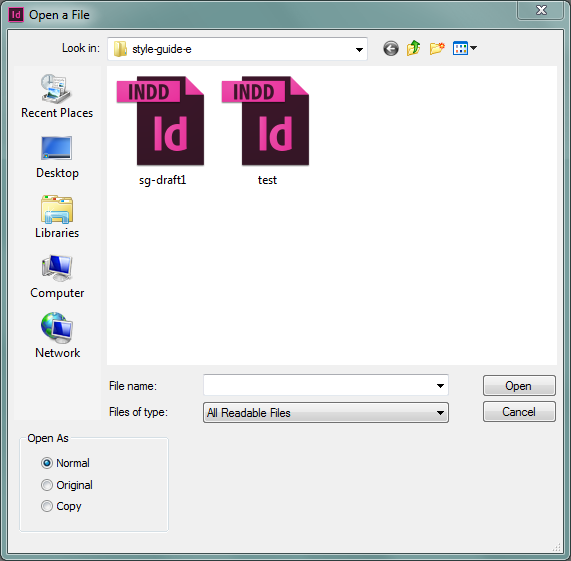 Id Open a File
Look in: style-guide-e
Recent Places
Desktop
Libraries
Computer
Network
INDD INDD
Id Id
sg-draft1 test
File name: Open
Files of type: All Readable Files Cancel
Open As
Normal
Original
Copy